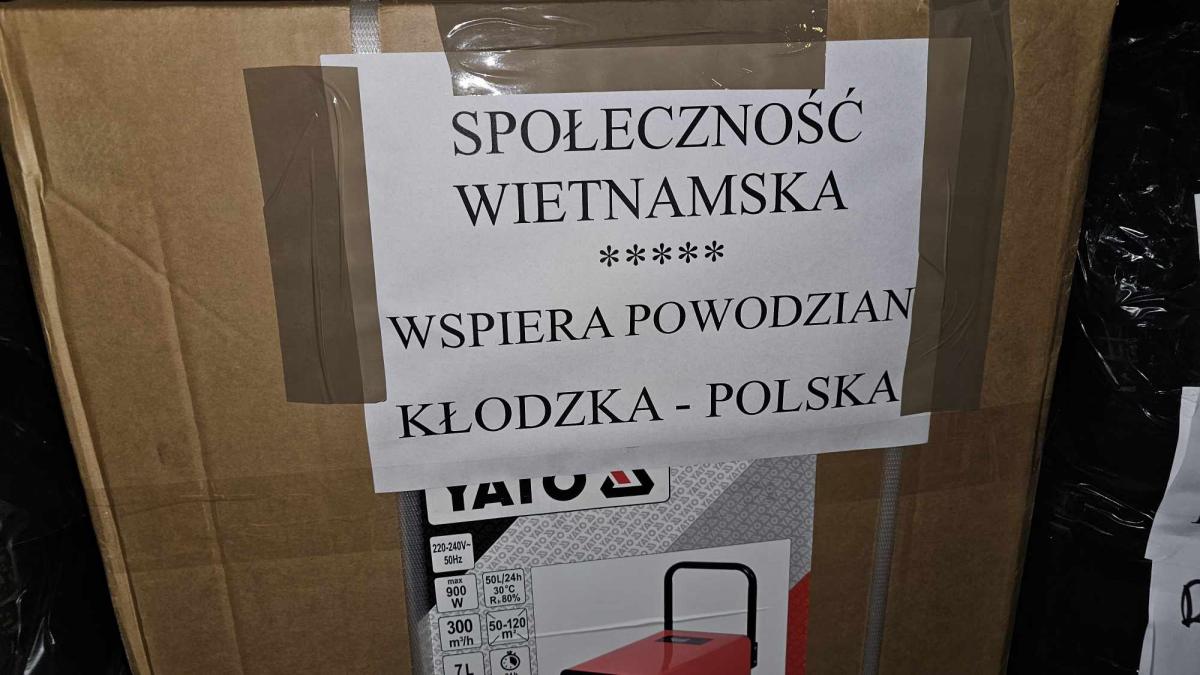 SPOŁECZNOŚĆ
WIETNAMSKA
*****
WSPIERA POWODZIAN
KŁODZKA - POLSKA
YATO
220-240V~
50Hz
max
900
W
50L/24h
30°C
RH80%
300
m³/h
50-120
m²
7L